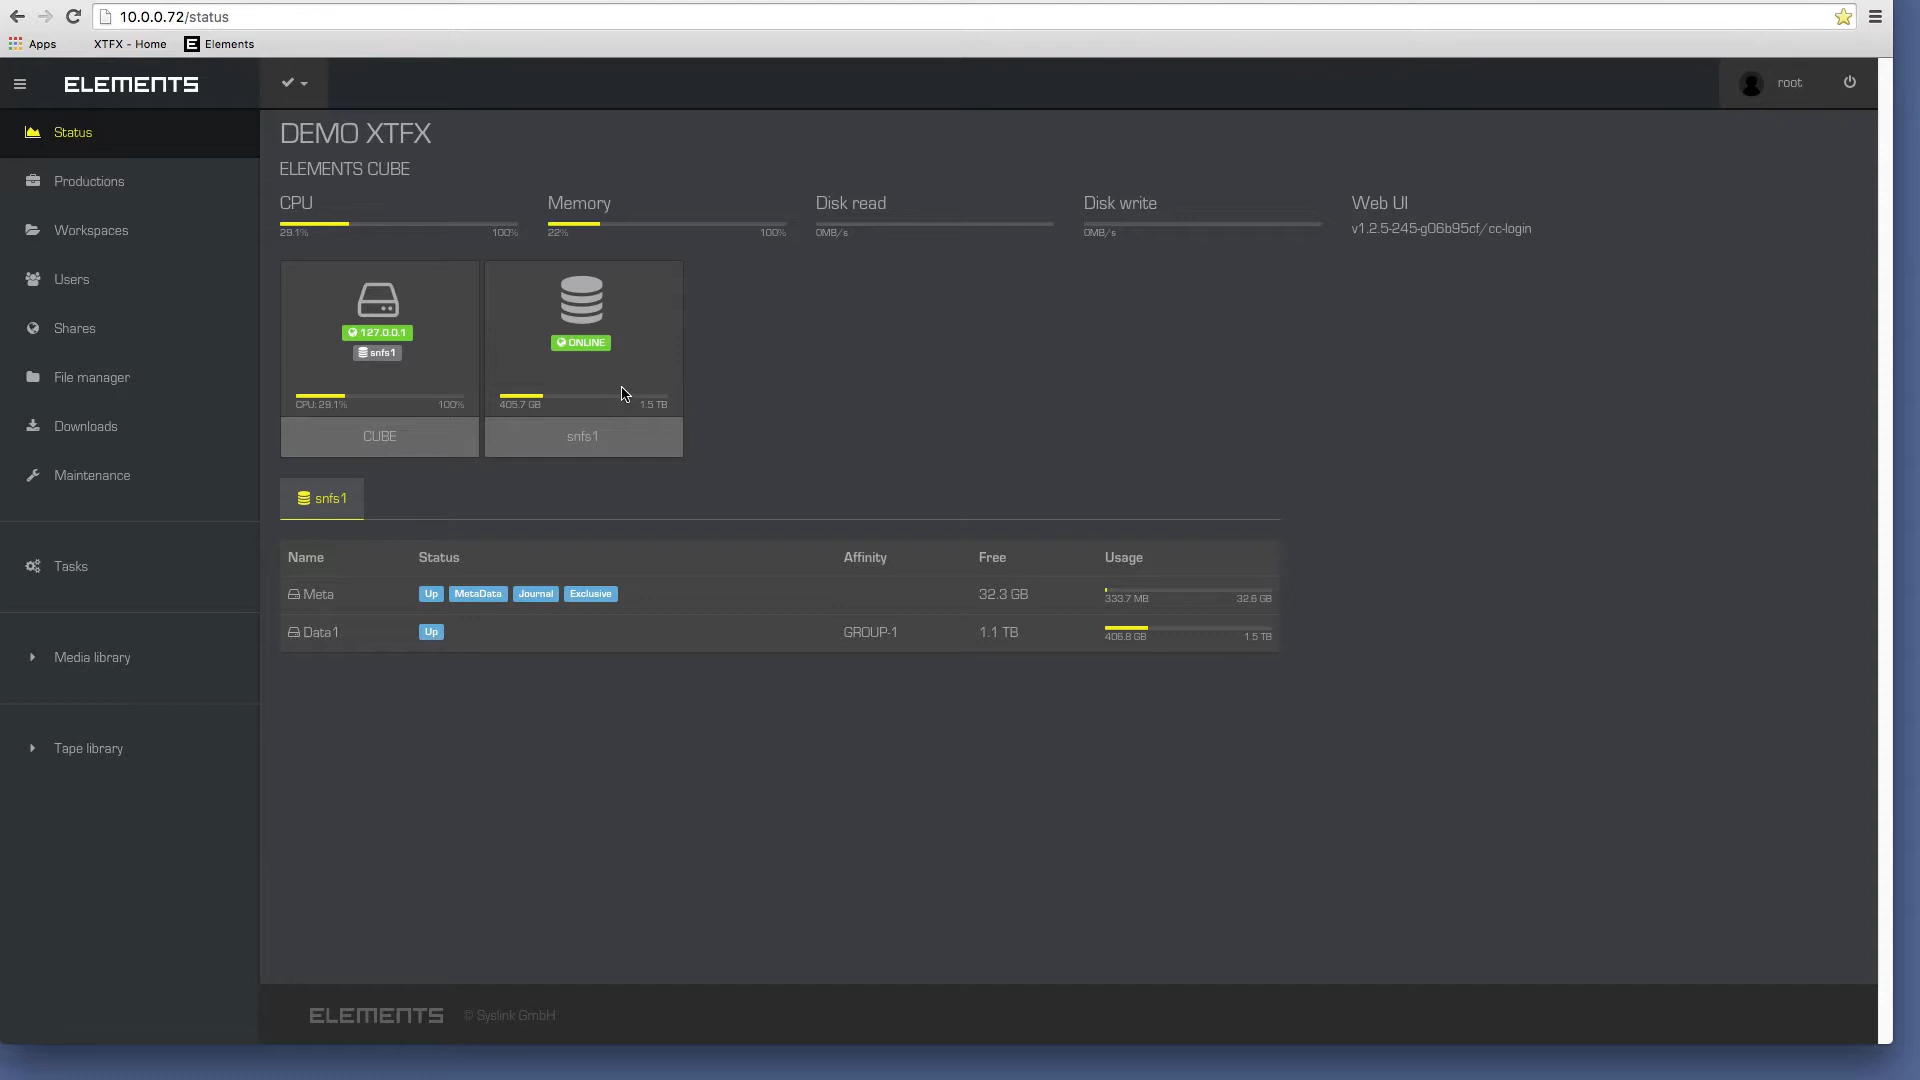 10.0.0.72/status
Apps XTFX - Home E Elements
ELEMENTS root
Status
Productions
Workspaces
Users
Shares
File manager
Downloads
Maintenance
Tasks
Media library
Tape library
DEMO XTFX
ELEMENTS CUBE
CPU Memory Disk read Disk write Web UI
29.1% 100% 22% 100% 0MB/s 0MB/s v1.2.5-245-g06b95cf/cc-login
127.0.0.1
snfs1
CPU: 29.1% 100%
CUBE
ONLINE
405.7 GB 1.5 TB
snfs1
snfs1
Name Status Affinity Free Usage
Meta Up MetaData Journal Exclusive 32.3 GB 333.7 MB 32.6 GB
Data1 Up GROUP-1 1.1 TB 406.8 GB 1.5 TB
ELEMENTS © Syslink GmbH